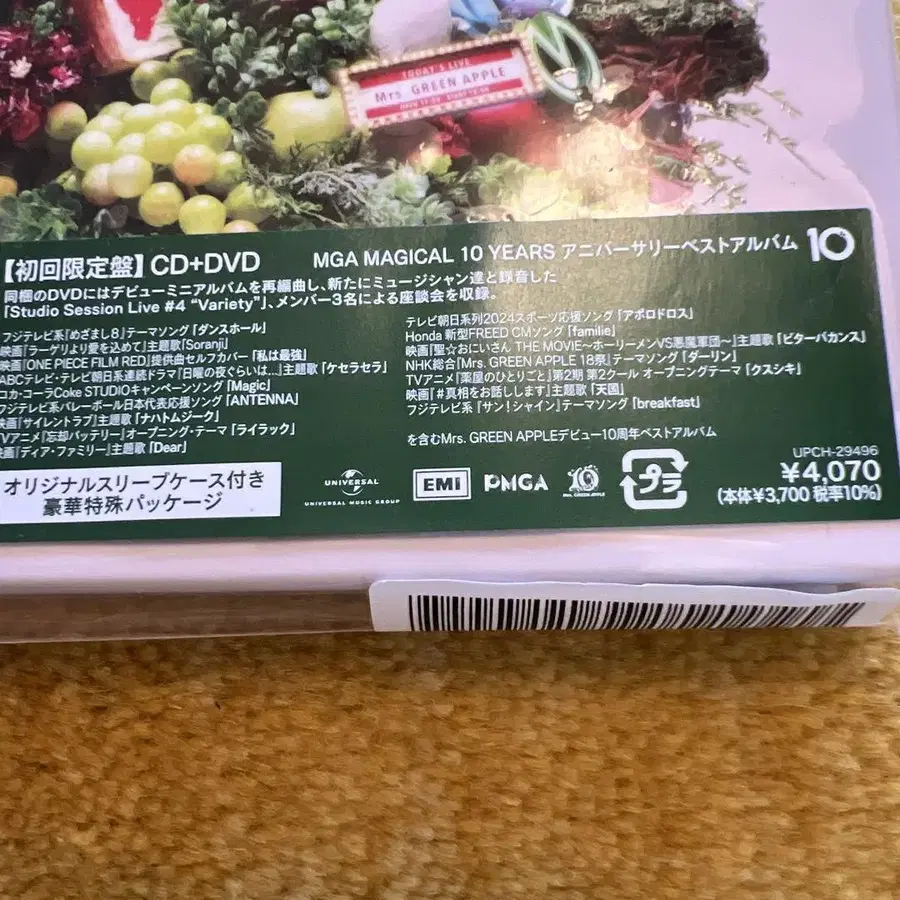 TODAY'S LIVE
Mrs. GREEN APPLE
【初回限定盤】CD+DVD
MGA MAGICAL 10 YEARS アニバーサリーベストアルバム 10
同梱のDVDにはデビューミニアルバムを再編曲し、新たにミュージシャン達と録音した
「Studio Session Live #4 “Variety”」、メンバー3名による座談会を収録。
フジテレビ系「めざまし8」テーマソング「ダンスホール」
映画「ラーゲリより愛を込めて」主題歌「Soranji」
映画「ONE PIECE FILM RED」提供曲セルフカバー「私は最強」
ABCテレビ・テレビ朝日系連続ドラマ「日曜の夜ぐらいは...」主題歌「ケセラセラ」
コカ・コーラCoke STUDIOキャンペーンソング「Magic」
フジテレビ系バレーボール日本代表応援ソング「ANTENNA」
映画「サイレントラブ」主題歌「ナハトムジーク」
TVアニメ「忘却バッテリー」オープニング・テーマ「ライラック」
映画「ディア・ファミリー」主題歌「Dear」
テレビ朝日系列2024スポーツ応援ソング「アポロドロス」
Honda 新型FREED CMソング「familie」
映画「聖☆おにいさん THE MOVIE～ホーリーメンVS悪魔軍団～」主題歌「ビターバカンス」
NHK総合「Mrs. GREEN APPLE 18祭」テーマソング「ダーリン」
TVアニメ「薬屋のひとりごと」第2期 第2クール オープニングテーマ「クスシキ」
映画「#真相をお話しします」主題歌「天国」
フジテレビ系「サン!シャイン」テーマソング「breakfast」
を含むMrs. GREEN APPLEデビュー10周年ベストアルバム
オリジナルスリーブケース付き
豪華特殊パッケージ
UNIVERSAL
UNIVERSAL MUSIC GROUP
EMI
PMGA
10
Mrs. GREEN APPLE
プラ
UPCH-29496
¥4,070
(本体¥3,700 税率10%)